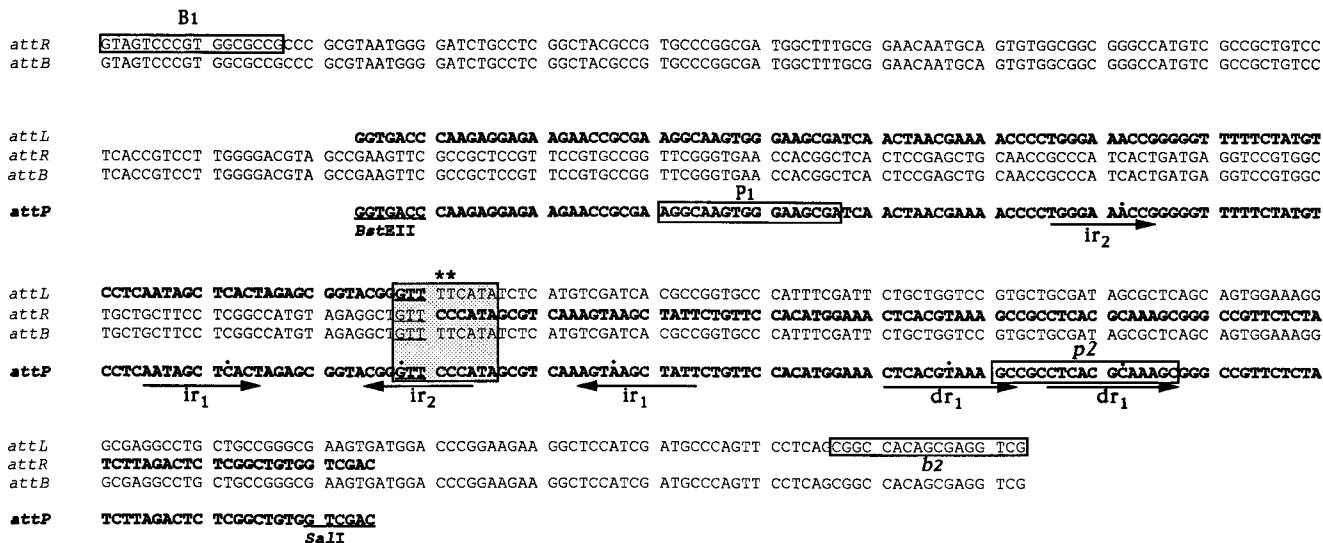 B1
attR GTAGTCCCGT GGCGCCGCCC GCGTAATGGG GATCTGCCTC GGCTACGCCG TGCCCGGCGA TGGCTTTGCG GAACAATGCA GTGTGGCGGC GGGCCATGTC GCCGCTGTCC
attB GTAGTCCCGT GGCGCCGCCC GCGTAATGGG GATCTGCCTC GGCTACGCCG TGCCCGGCGA TGGCTTTGCG GAACAATGCA GTGTGGCGGC GGGCCATGTC GCCGCTGTCC
attL GGTGACC CAAGAGGAGA AGAACCGCGA AGGCAAGTGG GAAGCGATCA ACTAACGAAA ACCCCTGGGA AACCGGGGGT TTTTCTATGT
attR TCACCGTCCT TGGGGACGTA GCCGAAGTTC GCCGCTCCGT TCCGTGCCGG TTCGGGTGAA CCACGGCTCA CTCCGAGCTG CAACCGCCCA TCACTGATGA GGTCCGTGGC
attB TCACCGTCCT TGGGGACGTA GCCGAAGTTC GCCGCTCCGT TCCGTGCCGG TTCGGGTGAA CCACGGCTCA CTCCGAGCTG CAACCGCCCA TCACTGATGA GGTCCGTGGC
P1
attP GGTGACC CAAGAGGAGA AGAACCGCGA AGGCAAGTGG GAAGCGATCA ACTAACGAAA ACCCCTGGGA AACCGGGGGT TTTTCTATGT
BstEII ir2
**
attL CCTCAATAGC TCACTAGAGC GGTACGGGTT TTCATATCTC ATGTCGATCA CGCCGGTGCC CATTTCGATT CTGCTGGTCC GTGCTGCGAT AGCGCTCAGC AGTGGAAAGG
attR TGCTGCTTCC TCGGCCATGT AGAGGCTGTT CCCATAGCGT CAAAGTAAGC TATTCTGTTC CACATGGAAA CTCACGTAAA GCCGCCTCAC GCAAAGCGGG CCGTTCTCTA
attB TGCTGCTTCC TCGGCCATGT AGAGGCTGTT TTCATATCTC ATGTCGATCA CGCCGGTGCC CATTTCGATT CTGCTGGTCC GTGCTGCGAT AGCGCTCAGC AGTGGAAAGG
p2
attP CCTCAATAGC TCACTAGAGC GGTACGGGTT CCCATAGCGT CAAAGTAAGC TATTCTGTTC CACATGGAAA CTCACGTAAA GCCGCCTCAC GCAAAGCGGG CCGTTCTCTA
ir1 ir2 ir1 dr1 dr1
attL GCGAGGCCTG CTGCCGGGCG AAGTGATGGA CCCGGAAGAA GGCTCCATCG ATGCCCAGTT CCTCAGCGGC CACAGCGAGG TCG
attR TCTTAGACTC TCGGCTGTGG TCGAC
b2
attB GCGAGGCCTG CTGCCGGGCG AAGTGATGGA CCCGGAAGAA GGCTCCATCG ATGCCCAGTT CCTCAGCGGC CACAGCGAGG TCG
attP TCTTAGACTC TCGGCTGTGG TCGAC
SalI